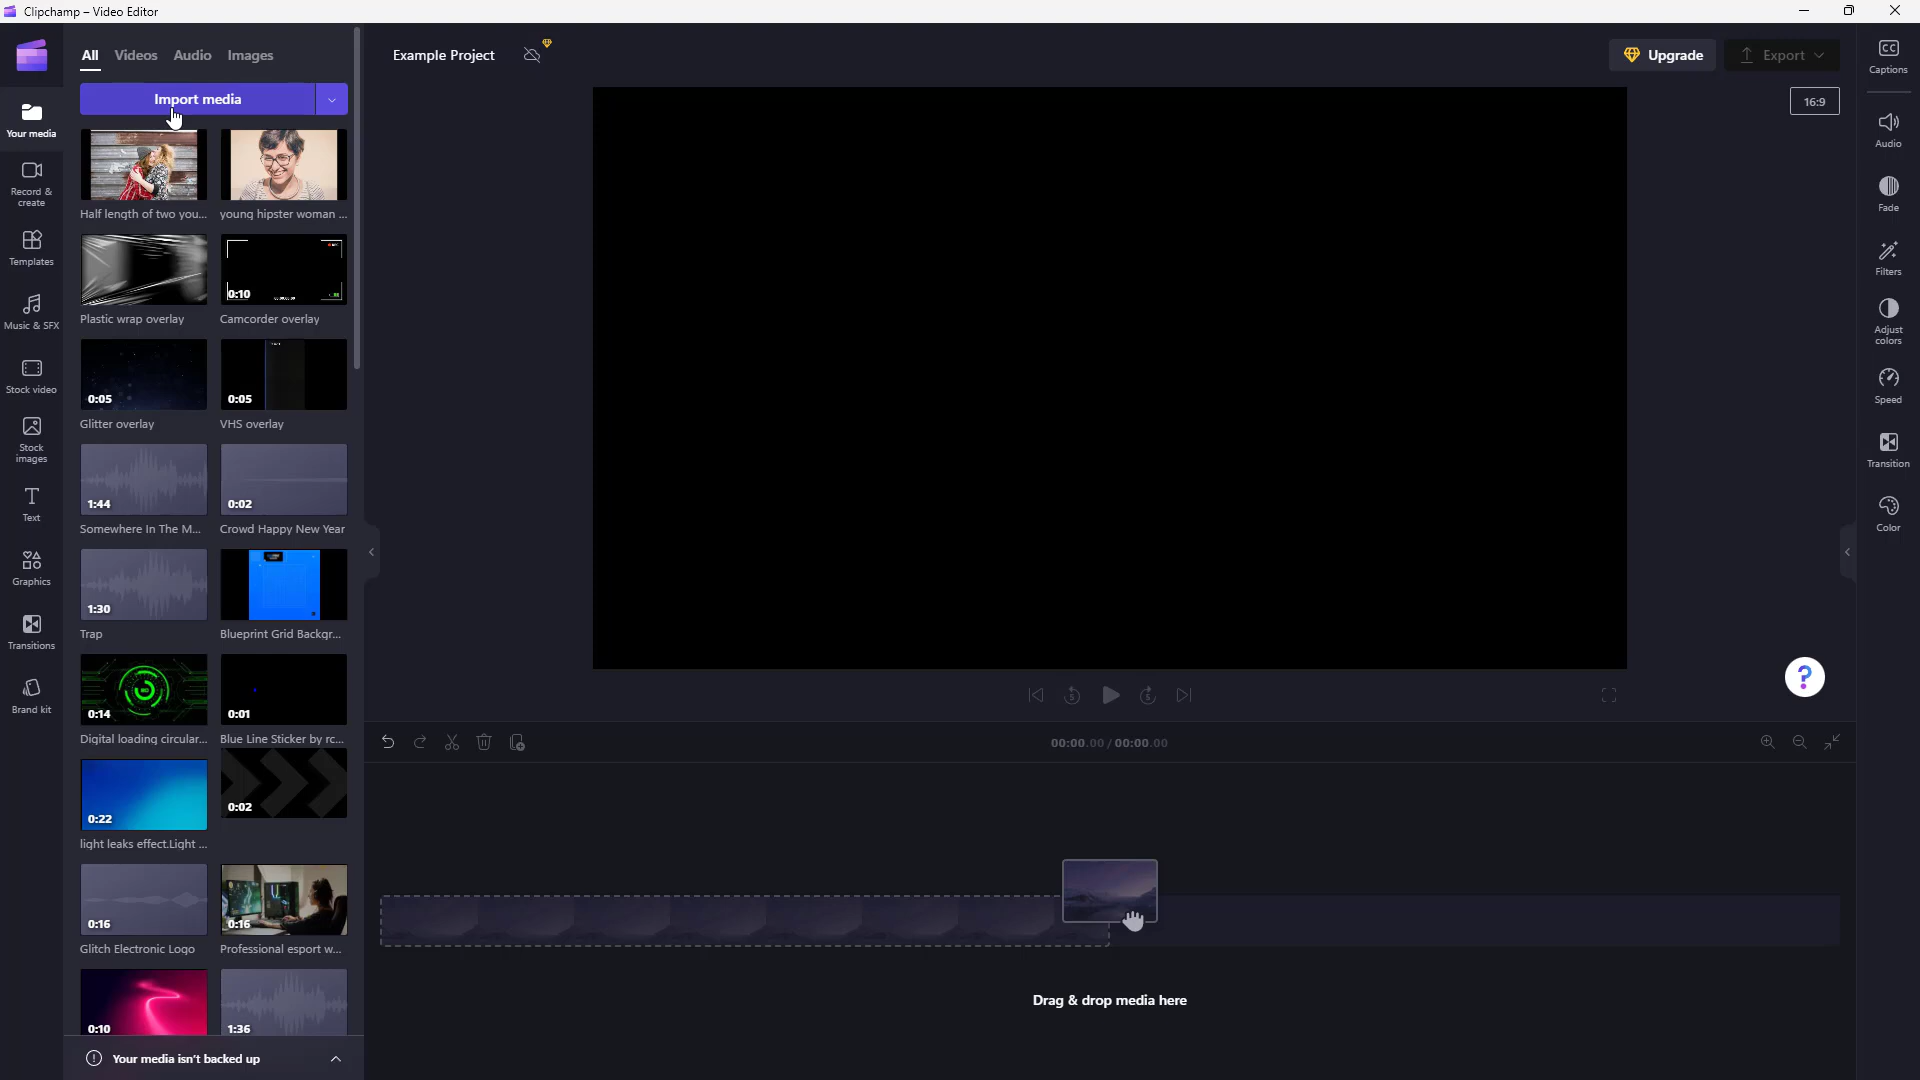 Clipchamp – Video Editor
All Videos Audio Images
Import media
Example Project
Upgrade
Export
16:9
Your media
Record &
create
Templates
Music & SFX
Stock video
Stock
images
Text
Graphics
Transitions
Brand kit
Half length of two you...
young hipster woman ...
Plastic wrap overlay
0:10
Camcorder overlay
0:05
Glitter overlay
0:05
VHS overlay
1:44
Somewhere In The M...
0:02
Crowd Happy New Year
1:30
Trap
Blueprint Grid Backgr...
0:14
Digital loading circular...
0:01
Blue Line Sticker by rc...
0:22
light leaks effect.Light ...
0:02
0:16
Glitch Electronic Logo
0:16
Professional esport w...
0:10
1:36
Your media isn't backed up
5
5
00:00.00 / 00:00.00
Drag & drop media here
?
CC
Captions
Audio
Fade
Filters
Adjust
colors
Speed
Transition
Color